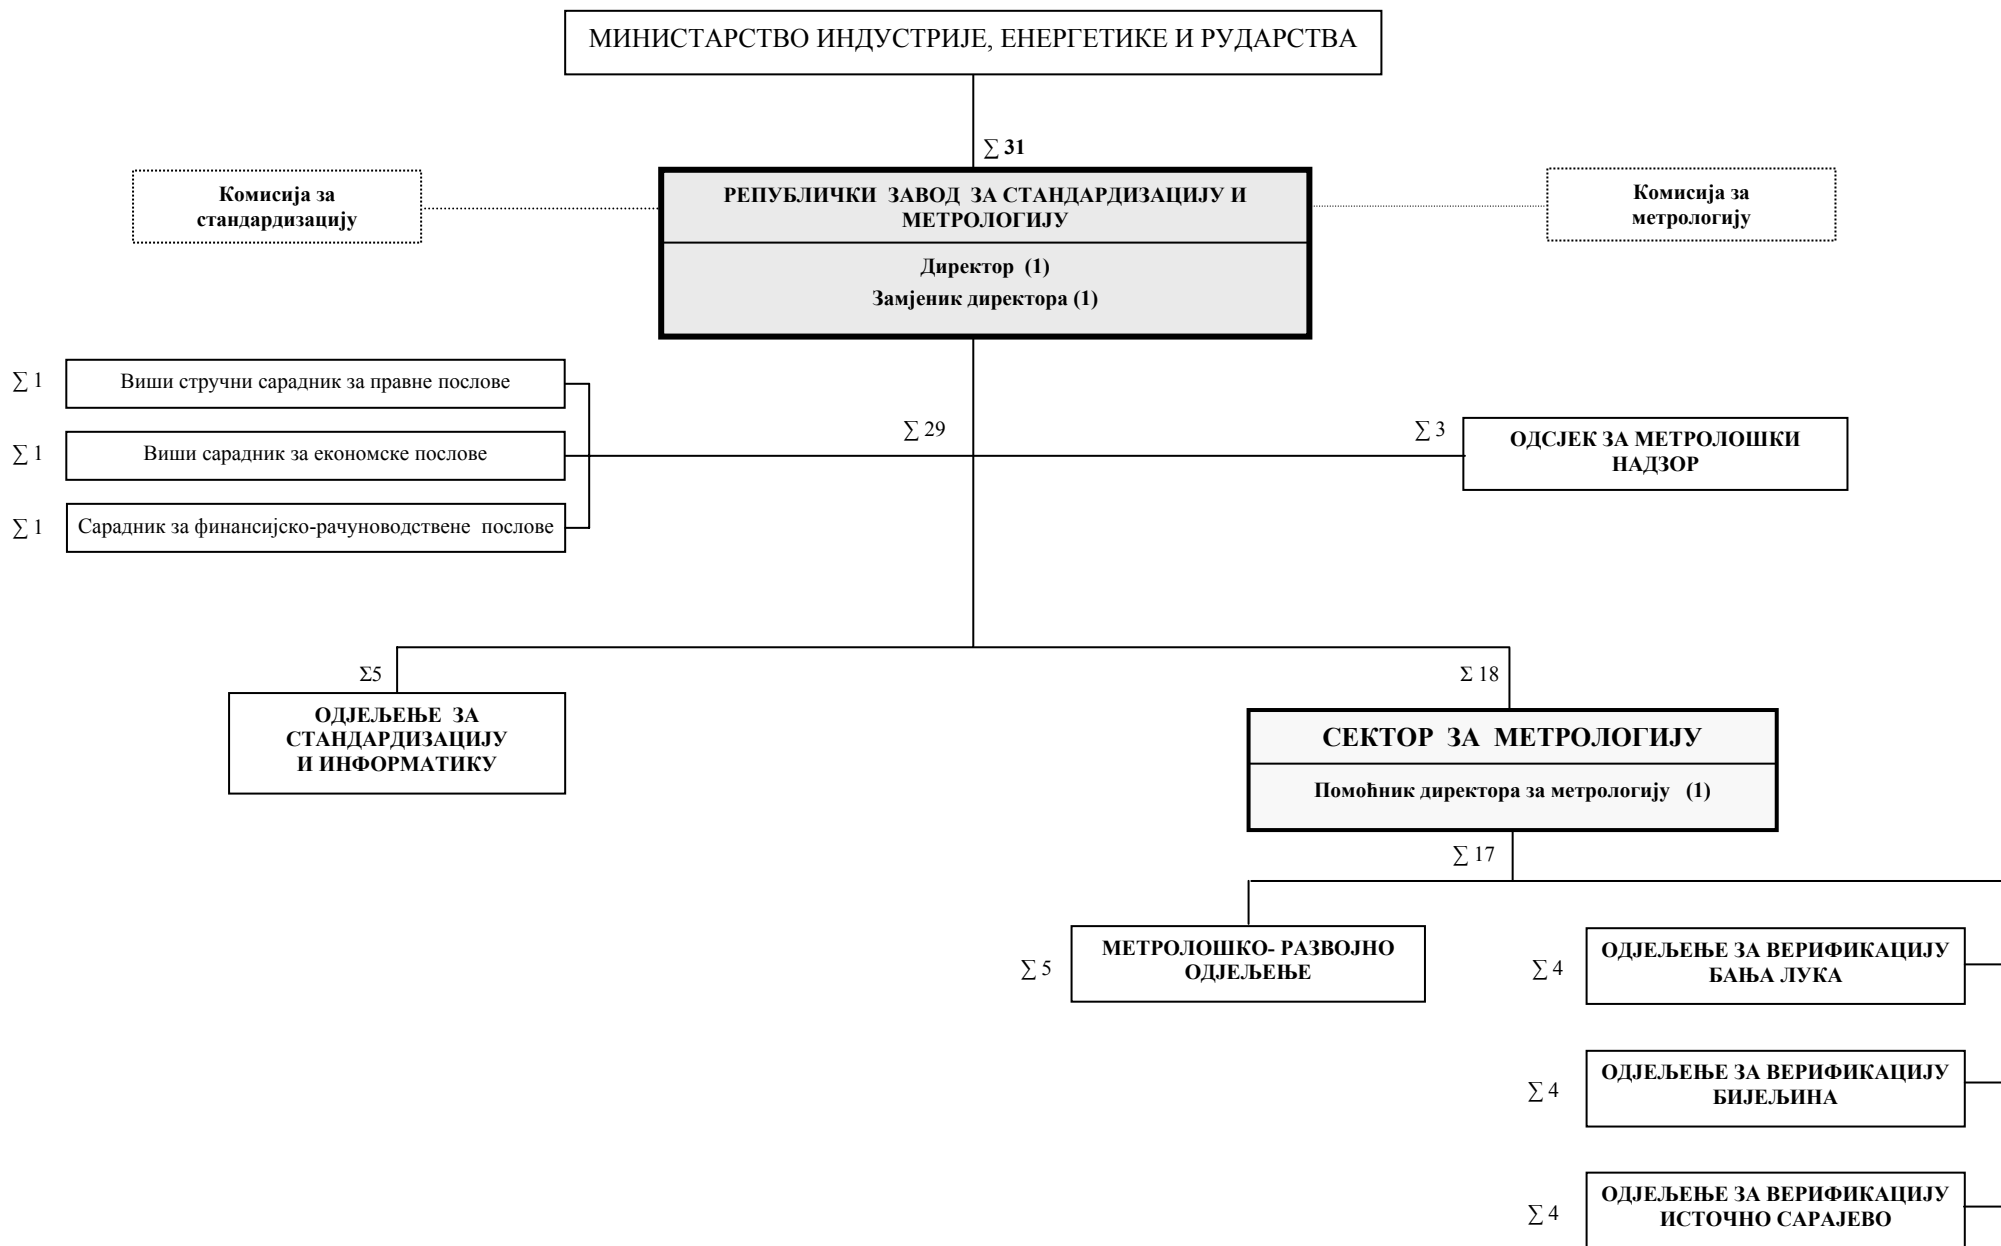 МИНИСТАРСТВО ИНДУСТРИЈЕ, ЕНЕРГЕТИКЕ И РУДАРСТВА
∑ 31
Комисија за
стандардизацију
РЕПУБЛИЧКИ ЗАВОД ЗА СТАНДАРДИЗАЦИЈУ И
МЕТРОЛОГИЈУ
Директор (1)
Замјеник директора (1)
Комисија за
метрологију
∑ 1
Виши стручни сарадник за правне послове
∑ 1
Виши сарадник за економске послове
∑ 1
Сарадник за финансијско-рачуноводствене послове
∑ 29
∑ 3
ОДСЈЕК ЗА МЕТРОЛОШКИ
НАДЗОР
Σ5
ОДЈЕЉЕЊЕ ЗА
СТАНДАРДИЗАЦИЈУ
И ИНФОРМАТИКУ
Σ 18
СЕКТОР ЗА МЕТРОЛОГИЈУ
Помоћник директора за метрологију (1)
∑ 17
∑ 5
МЕТРОЛОШКО- РАЗВОЈНО
ОДЈЕЉЕЊЕ
∑ 4
ОДЈЕЉЕЊЕ ЗА ВЕРИФИКАЦИЈУ
БАЊА ЛУКА
∑ 4
ОДЈЕЉЕЊЕ ЗА ВЕРИФИКАЦИЈУ
БИЈЕЉИНА
∑ 4
ОДЈЕЉЕЊЕ ЗА ВЕРИФИКАЦИЈУ
ИСТОЧНО САРАЈЕВО